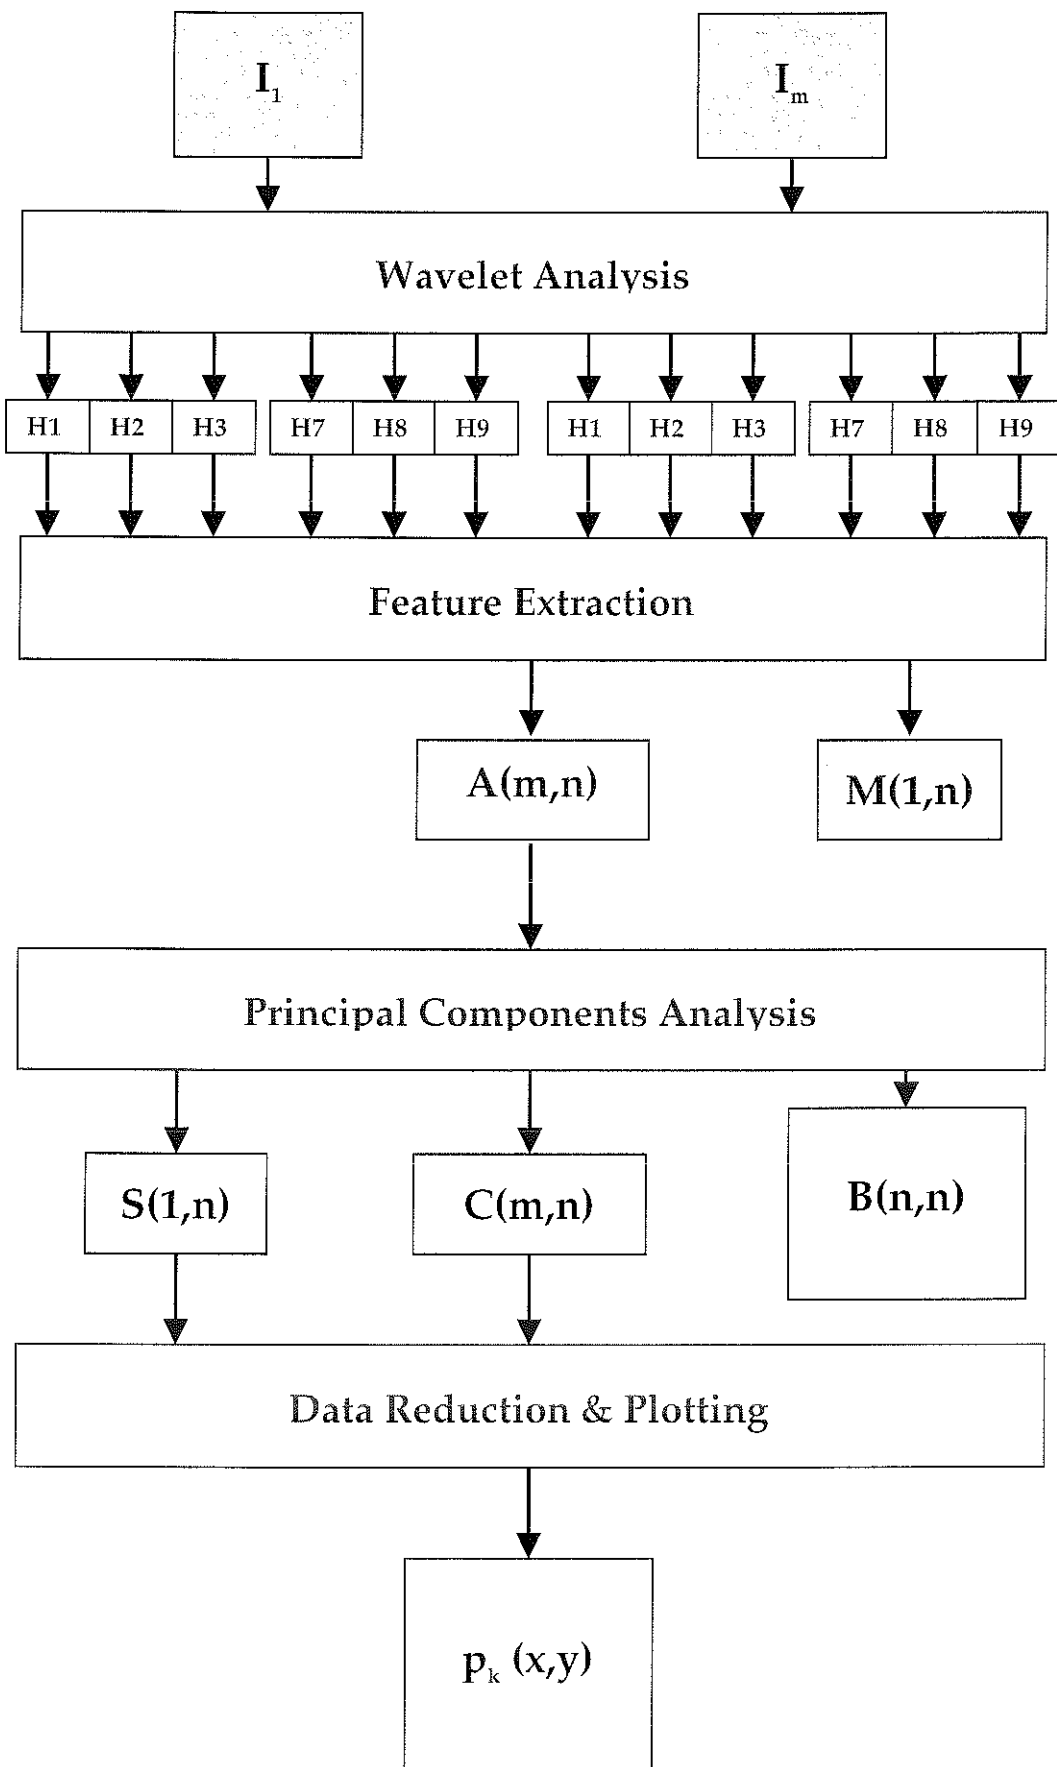 I₁ Iₘ
Wavelet Analysis
H1 H2 H3 H7 H8 H9 H1 H2 H3 H7 H8 H9
Feature Extraction
A(m,n) M(1,n)
Principal Components Analysis
S(1,n) C(m,n) B(n,n)
Data Reduction & Plotting
pₖ (x,y)